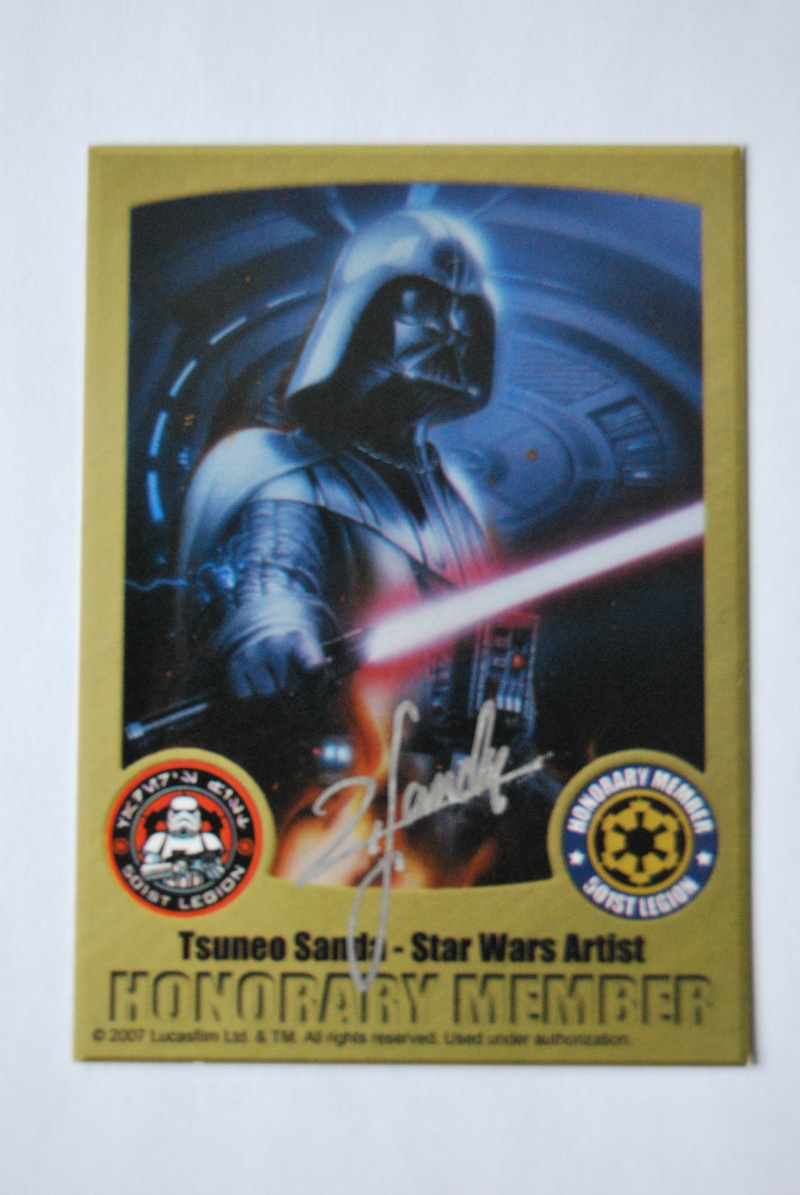 501ST LEGION
HONORARY MEMBER
501ST LEGION
Tsuneo Sanda - Star Wars Artist
HONORARY MEMBER
© 2007 Lucasfilm Ltd. & TM. All rights reserved. Used under authorization.